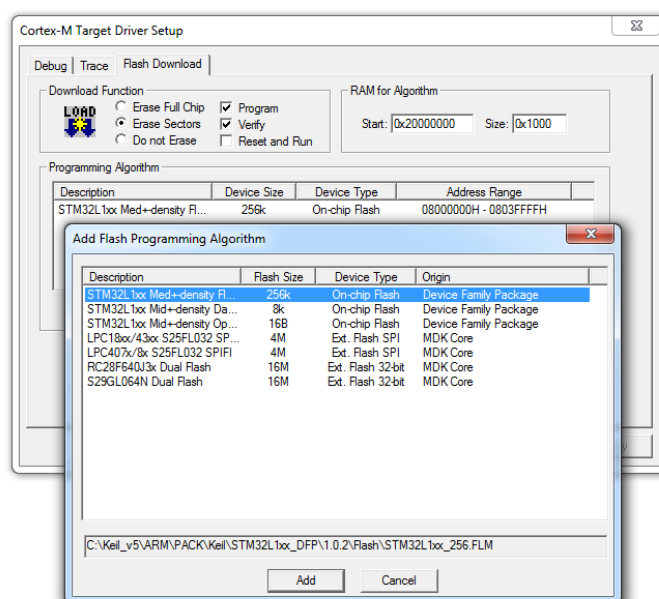 Cortex-M Target Driver Setup
Debug Trace Flash Download
Download Function
LOAD
Erase Full Chip Program
Erase Sectors Verify
Do not Erase Reset and Run
RAM for Algorithm
Start: 0x20000000 Size: 0x1000
Programming Algorithm
Description Device Size Device Type Address Range
STM32L1xx Med+-density Fl... 256k On-chip Flash 08000000H - 0803FFFFH
Add Flash Programming Algorithm
Description Flash Size Device Type Origin
STM32L1xx Med+-density Fl... 256k On-chip Flash Device Family Package
STM32L1xx Mid+-density Da... 8k On-chip Flash Device Family Package
STM32L1xx Mid+-density Op... 16B On-chip Flash Device Family Package
LPC18xx/43xx S25FL032 SP... 4M Ext. Flash SPI MDK Core
LPC407x/8x S25FL032 SPIFI 4M Ext. Flash SPI MDK Core
RC28F640J3x Dual Flash 16M Ext. Flash 32-bit MDK Core
S29GL064N Dual Flash 16M Ext. Flash 32-bit MDK Core
C:\Keil_v5\ARM\PACK\Keil\STM32L1xx_DFP\1.0.2\Flash\STM32L1xx_256.FLM
Add Cancel